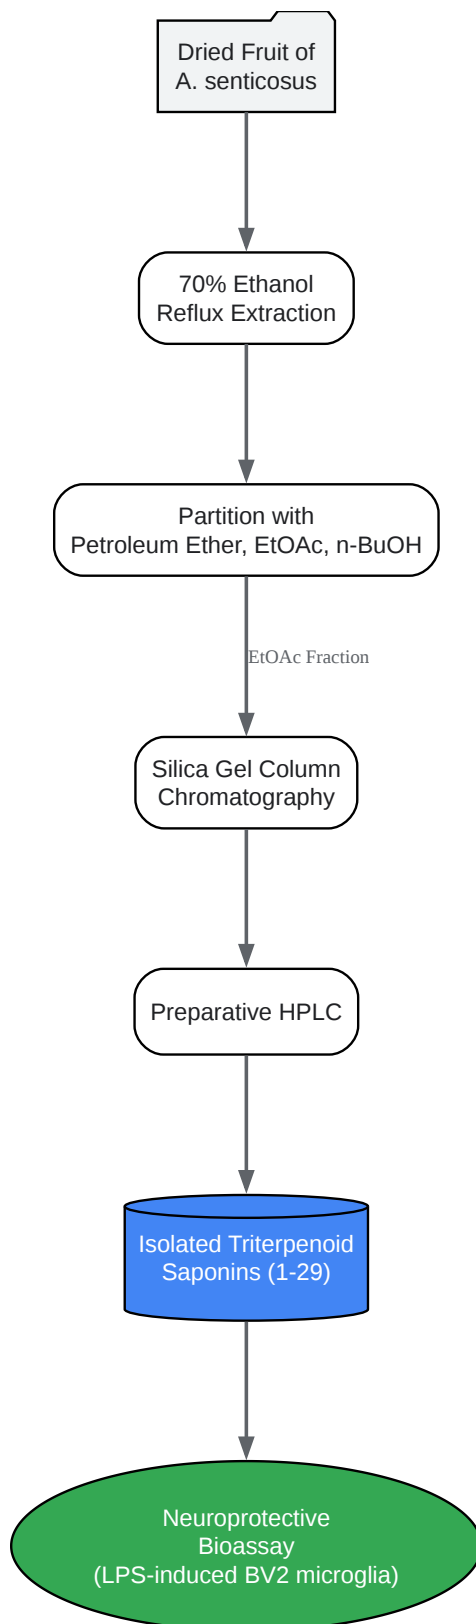 Dried Fruit of
A. senticosus
70% Ethanol
Reflux Extraction
Partition with
Petroleum Ether, EtOAc, n-BuOH
EtOAc Fraction
Silica Gel Column
Chromatography
Preparative HPLC
Isolated Triterpenoid
Saponins (1-29)
Neuroprotective
Bioassay
(LPS-induced BV2 microglia)